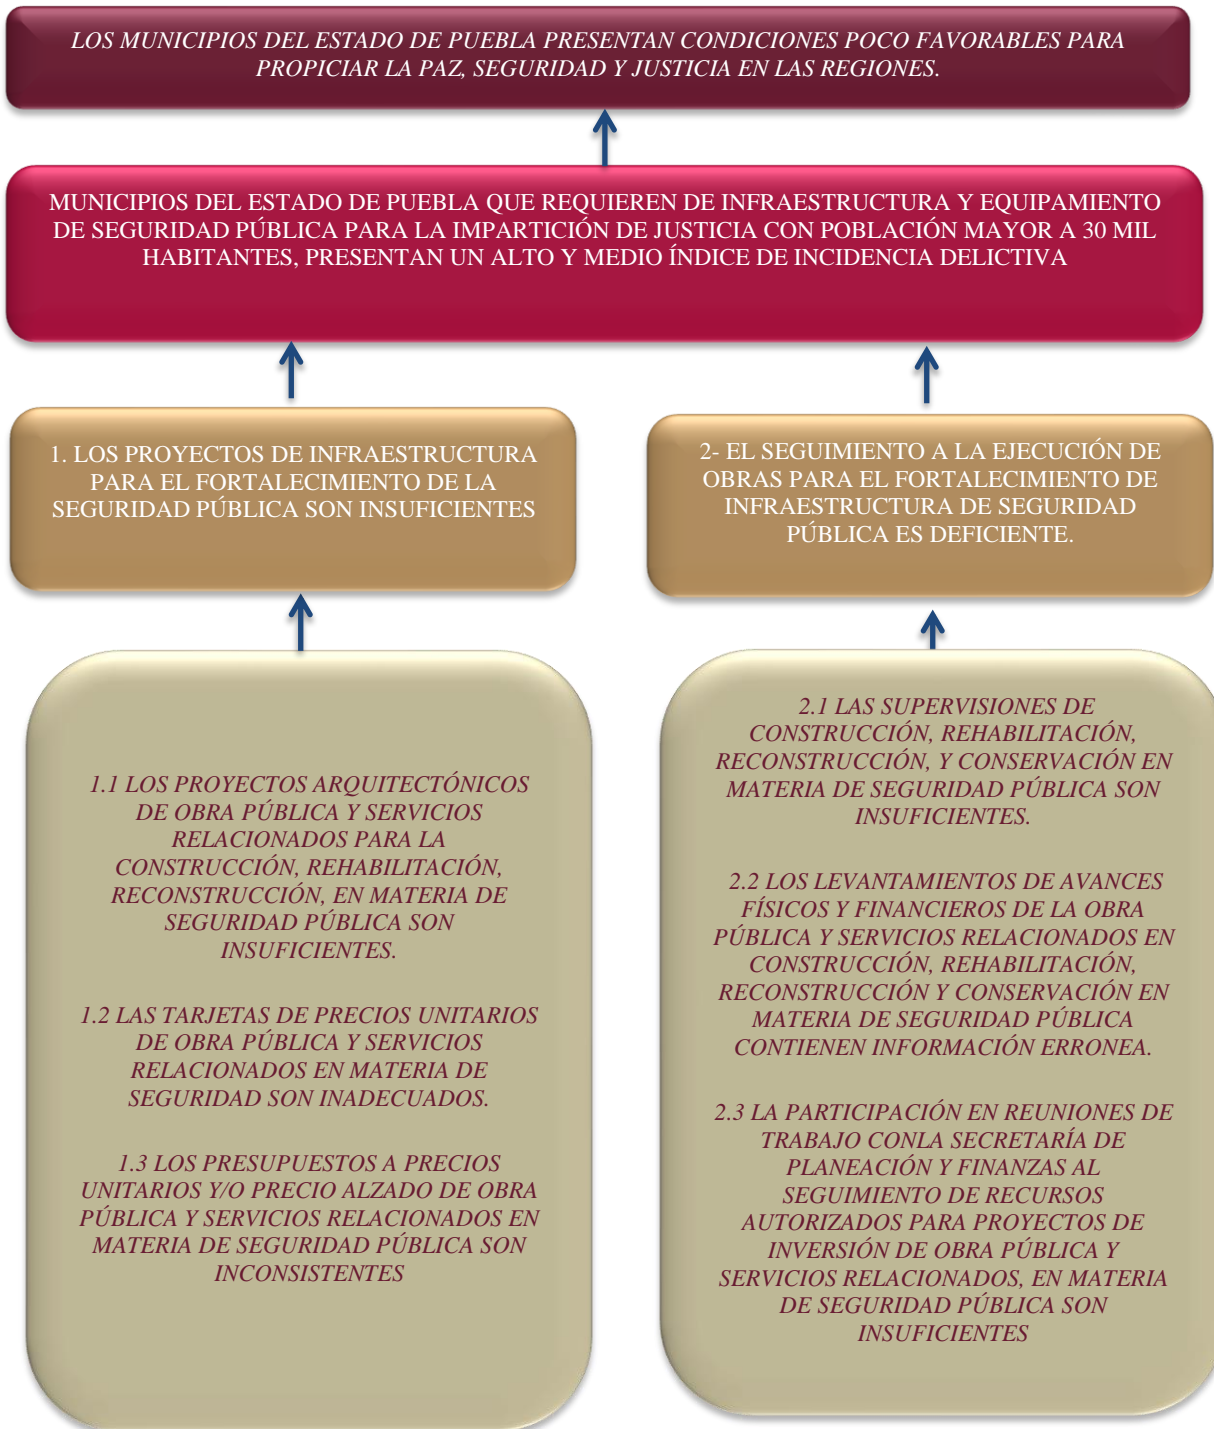 LOS MUNICIPIOS DEL ESTADO DE PUEBLA PRESENTAN CONDICIONES POCO FAVORABLES PARA
PROPICIAR LA PAZ, SEGURIDAD Y JUSTICIA EN LAS REGIONES.
MUNICIPIOS DEL ESTADO DE PUEBLA QUE REQUIEREN DE INFRAESTRUCTURA Y EQUIPAMIENTO
DE SEGURIDAD PÚBLICA PARA LA IMPARTICIÓN DE JUSTICIA CON POBLACIÓN MAYOR A 30 MIL
HABITANTES, PRESENTAN UN ALTO Y MEDIO ÍNDICE DE INCIDENCIA DELICTIVA
1. LOS PROYECTOS DE INFRAESTRUCTURA
PARA EL FORTALECIMIENTO DE LA
SEGURIDAD PÚBLICA SON INSUFICIENTES
2- EL SEGUIMIENTO A LA EJECUCIÓN DE
OBRAS PARA EL FORTALECIMIENTO DE
INFRAESTRUCTURA DE SEGURIDAD
PÚBLICA ES DEFICIENTE.
1.1 LOS PROYECTOS ARQUITECTÓNICOS
DE OBRA PÚBLICA Y SERVICIOS
RELACIONADOS PARA LA
CONSTRUCCIÓN, REHABILITACIÓN,
RECONSTRUCCIÓN, EN MATERIA DE
SEGURIDAD PÚBLICA SON
INSUFICIENTES.
1.2 LAS TARJETAS DE PRECIOS UNITARIOS
DE OBRA PÚBLICA Y SERVICIOS
RELACIONADOS EN MATERIA DE
SEGURIDAD SON INADECUADOS.
1.3 LOS PRESUPUESTOS A PRECIOS
UNITARIOS Y/O PRECIO ALZADO DE OBRA
PÚBLICA Y SERVICIOS RELACIONADOS EN
MATERIA DE SEGURIDAD PÚBLICA SON
INCONSISTENTES
2.1 LAS SUPERVISIONES DE
CONSTRUCCIÓN, REHABILITACIÓN,
RECONSTRUCCIÓN, Y CONSERVACIÓN EN
MATERIA DE SEGURIDAD PÚBLICA SON
INSUFICIENTES.
2.2 LOS LEVANTAMIENTOS DE AVANCES
FÍSICOS Y FINANCIEROS DE LA OBRA
PÚBLICA Y SERVICIOS RELACIONADOS EN
CONSTRUCCIÓN, REHABILITACIÓN,
RECONSTRUCCIÓN Y CONSERVACIÓN EN
MATERIA DE SEGURIDAD PÚBLICA
CONTIENEN INFORMACIÓN ERRONEA.
2.3 LA PARTICIPACIÓN EN REUNIONES DE
TRABAJO CONLA SECRETARÍA DE
PLANEACIÓN Y FINANZAS AL
SEGUIMIENTO DE RECURSOS
AUTORIZADOS PARA PROYECTOS DE
INVERSIÓN DE OBRA PÚBLICA Y
SERVICIOS RELACIONADOS, EN MATERIA
DE SEGURIDAD PÚBLICA SON
INSUFICIENTES